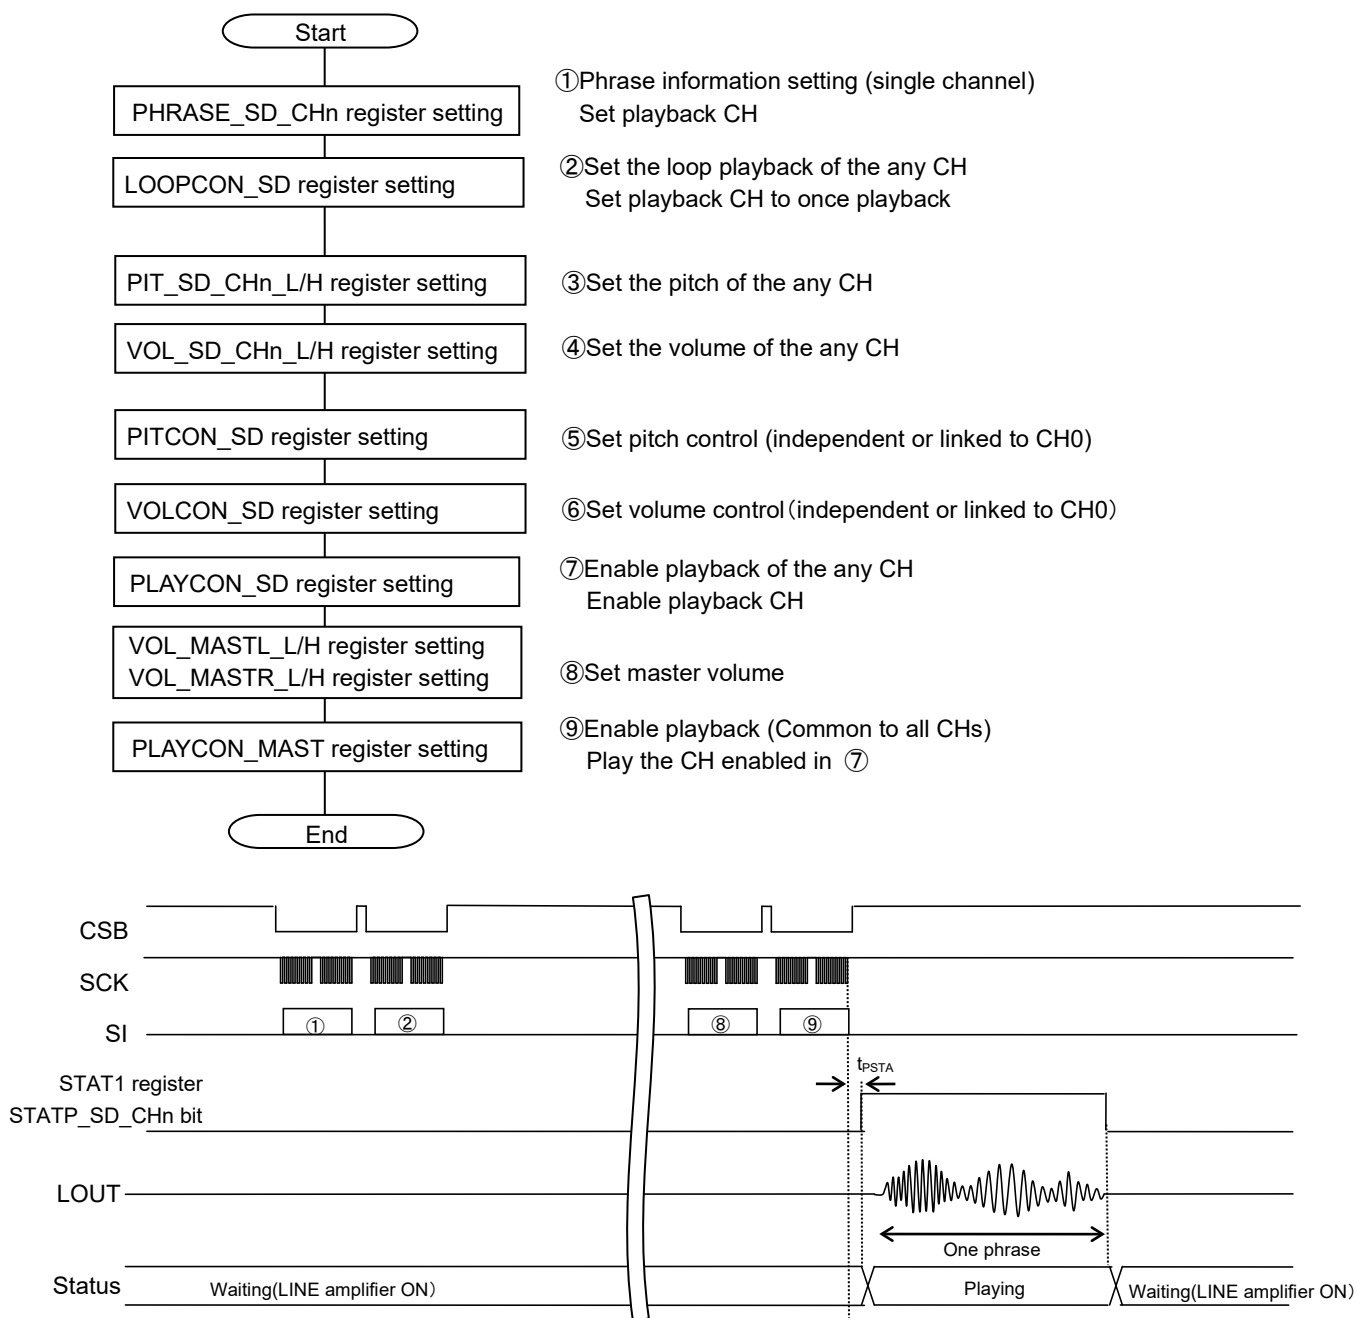 Start
①Phrase information setting (single channel)
PHRASE_SD_CHn register setting
Set playback CH
②Set the loop playback of the any CH
LOOPCON_SD register setting
Set playback CH to once playback
PIT_SD_CHn_L/H register setting
③Set the pitch of the any CH
VOL_SD_CHn_L/H register setting
④Set the volume of the any CH
PITCON_SD register setting
⑤Set pitch control (independent or linked to CH0)
VOLCON_SD register setting
⑥Set volume control（independent or linked to CH0）
PLAYCON_SD register setting
⑦Enable playback of the any CH
Enable playback CH
VOL_MASTL_L/H register setting
VOL_MASTR_L/H register setting
⑧Set master volume
PLAYCON_MAST register setting
⑨Enable playback (Common to all CHs)
Play the CH enabled in ⑦
End
CSB
SCK
SI
①
②
⑧
⑨
STAT1 register
STATP_SD_CHn bit
tPSTA
LOUT
One phrase
Status
Waiting(LINE amplifier ON）
Playing
Waiting(LINE amplifier ON）